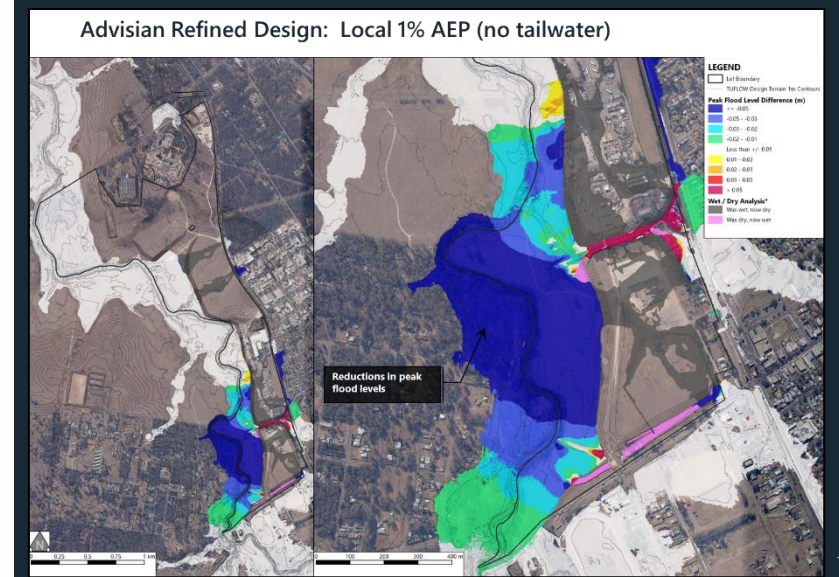 Advisian Refined Design: Local 1% AEP (no tailwater)
LEGEND
Lot Boundary
TUFLOW Design Terrain 1m Contours
Peak Flood Level Difference (m)
<= -0.05
-0.05 - -0.03
-0.03 - -0.02
-0.02 - -0.01
Less than +/- 0.01
0.01 - 0.02
0.02 - 0.03
0.03 - 0.05
> 0.05
Wet / Dry Analysis*
Was wet, now dry
Was dry, now wet
Reductions in peak
flood levels
0 0.25 0.5 0.75 1 km
0 100 200 300 400 m